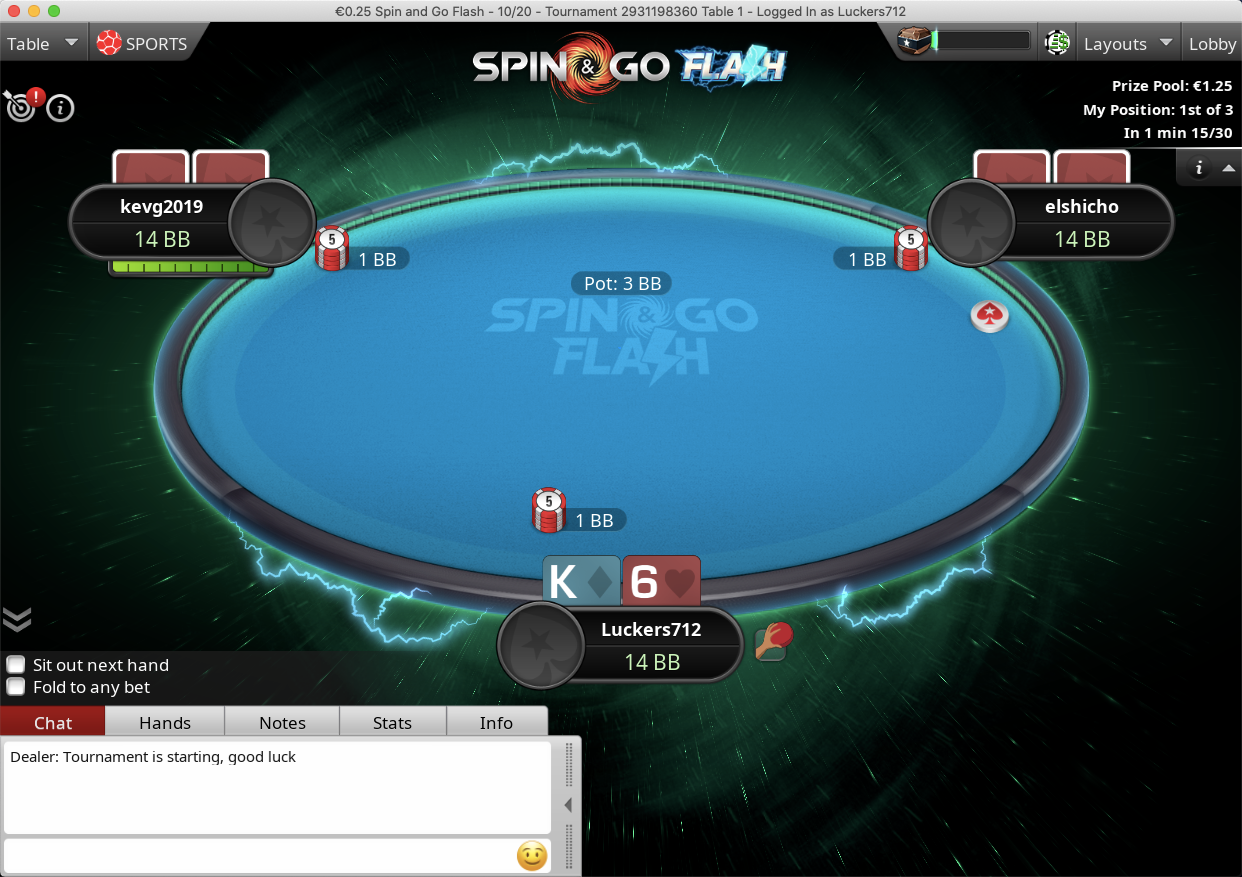 €0.25 Spin and Go Flash - 10/20 - Tournament 2931198360 Table 1 - Logged In as Luckers712
Table
SPORTS
SPIN & GO FLASH
Layouts
Lobby
Prize Pool: €1.25
My Position: 1st of 3
In 1 min 15/30
kevg2019
14 BB
elshicho
14 BB
5
1 BB
1 BB
5
Pot: 3 BB
SPIN & GO
FLASH
5
1 BB
K
6
Luckers712
14 BB
Sit out next hand
Fold to any bet
Chat
Hands
Notes
Stats
Info
Dealer: Tournament is starting, good luck